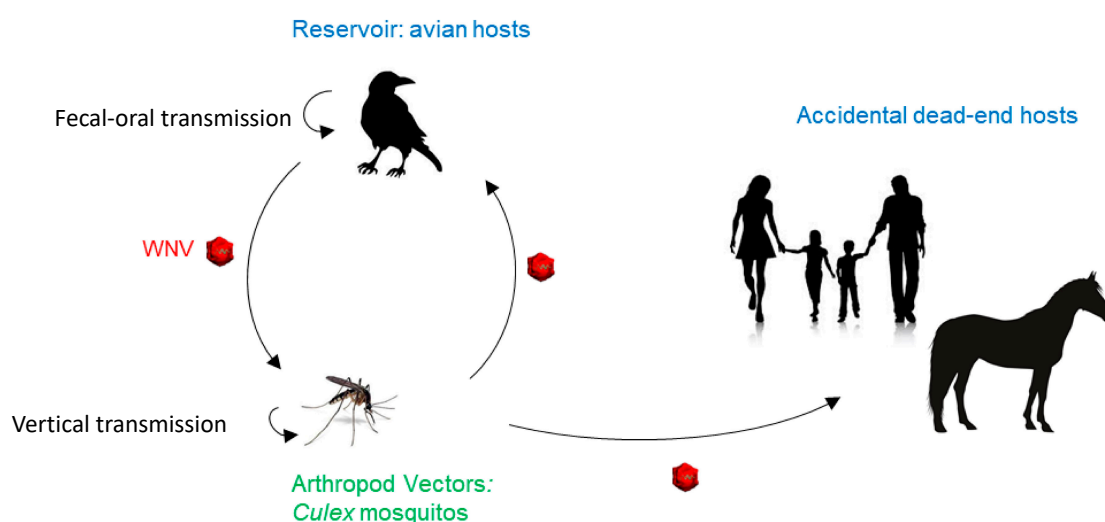 Reservoir: avian hosts
Fecal-oral transmission
Accidental dead-end hosts
WNV
Vertical transmission
Arthropod Vectors:
Culex mosquitos